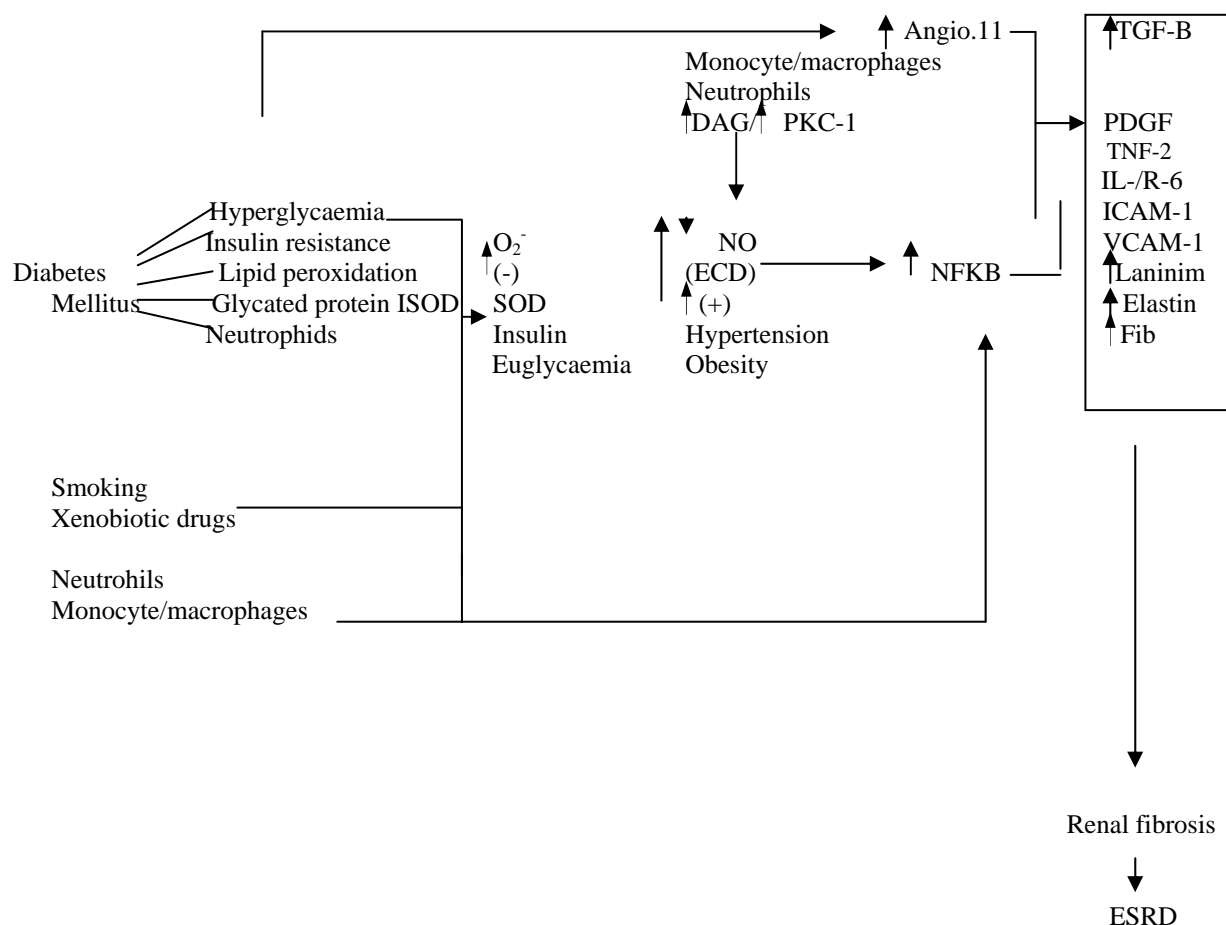 Angio.11
Monocyte/macrophages
Neutrophils
DAG/ PKC-1
Hyperglycaemia
Insulin resistance
Lipid peroxidation
Glycated protein ISOD
Neutrophids
Diabetes
Mellitus
O₂⁻
(-)
SOD
Insulin
Euglycaemia
NO
(ECD)
(+)
Hypertension
Obesity
NFKB
TGF-B
PDGF
TNF-2
IL-/R-6
ICAM-1
VCAM-1
Laninim
Elastin
Fib
Smoking
Xenobiotic drugs
Neutrohils
Monocyte/macrophages
Renal fibrosis
ESRD